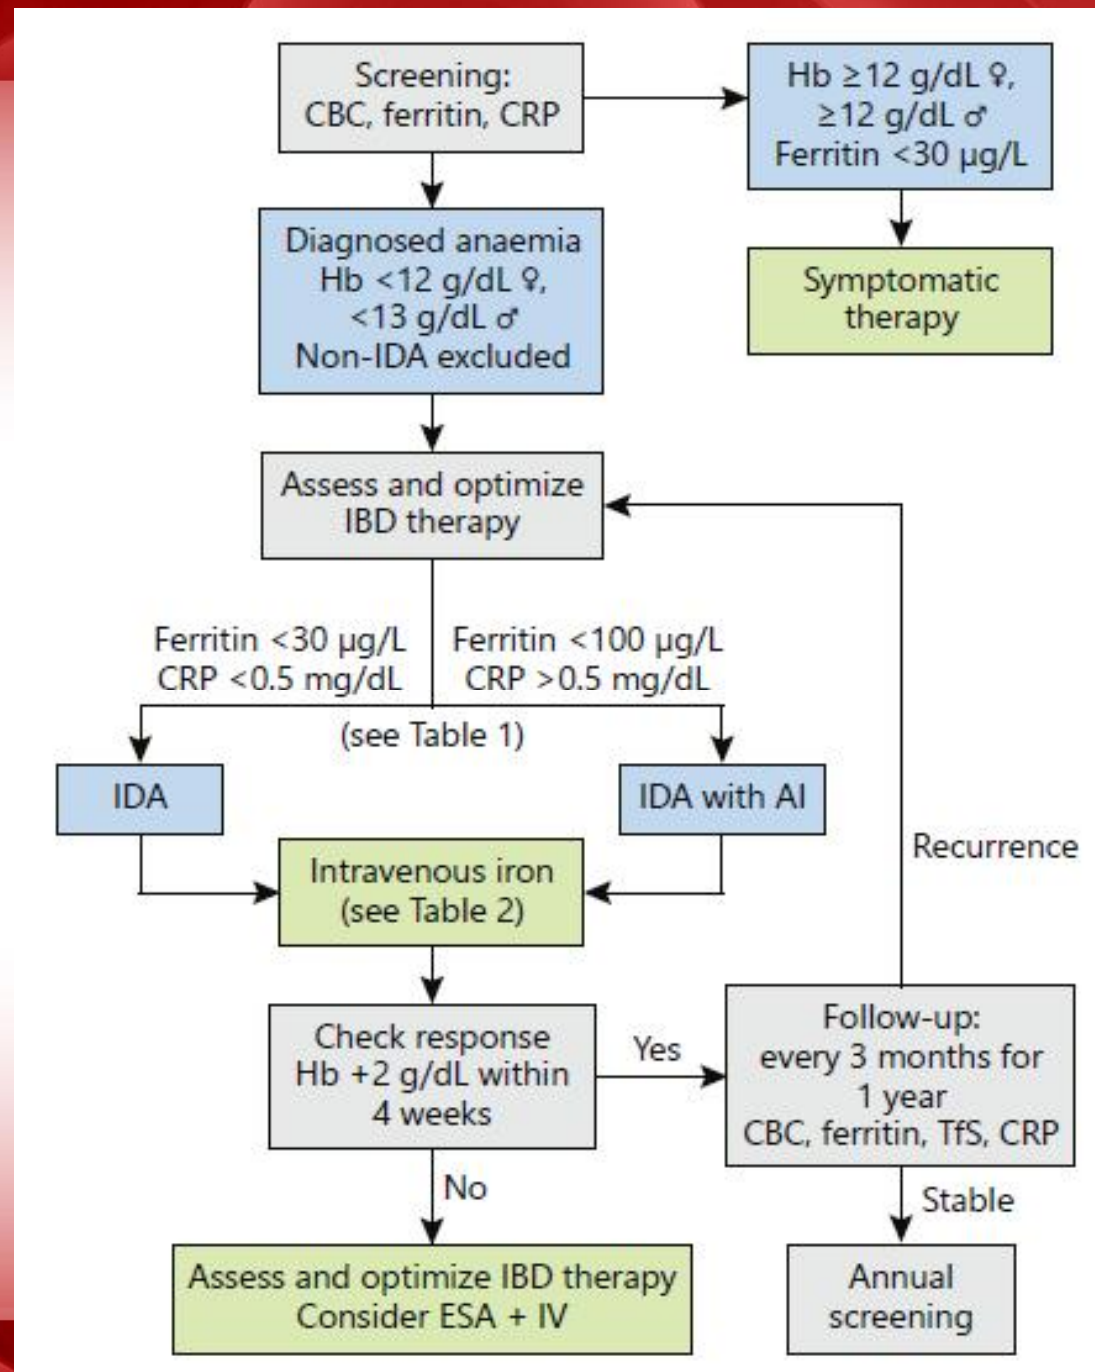 Screening:
CBC, ferritin, CRP
Hb ≥12 g/dL ♀,
≥12 g/dL ♂
Ferritin <30 µg/L
Diagnosed anaemia
Hb <12 g/dL ♀,
<13 g/dL ♂
Non-IDA excluded
Symptomatic
therapy
Assess and optimize
IBD therapy
Ferritin <30 µg/L
CRP <0.5 mg/dL
Ferritin <100 µg/L
CRP >0.5 mg/dL
(see Table 1)
IDA
IDA with AI
Intravenous iron
(see Table 2)
Recurrence
Check response
Hb +2 g/dL within
4 weeks
Yes
Follow-up:
every 3 months for
1 year
CBC, ferritin, TfS, CRP
No
Stable
Assess and optimize IBD therapy
Consider ESA + IV
Annual
screening